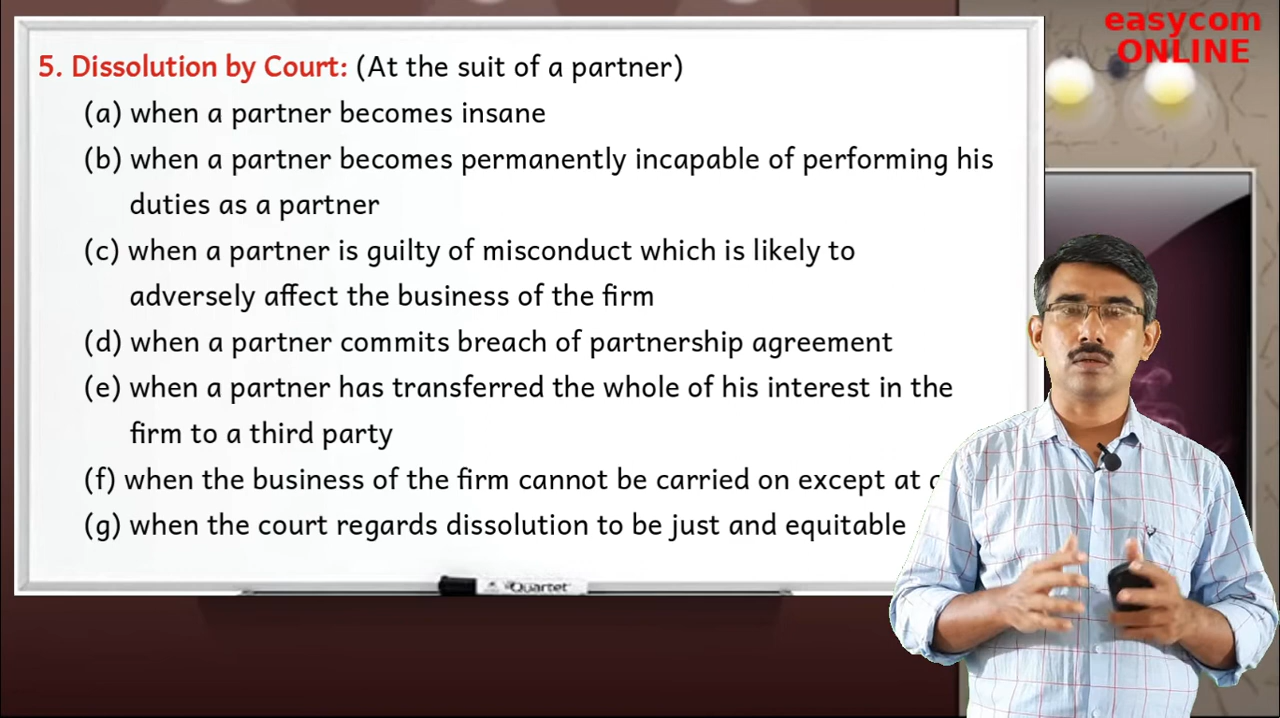 easycom
ONLINE
5. Dissolution by Court: (At the suit of a partner)
(a) when a partner becomes insane
(b) when a partner becomes permanently incapable of performing his
duties as a partner
(c) when a partner is guilty of misconduct which is likely to
adversely affect the business of the firm
(d) when a partner commits breach of partnership agreement
(e) when a partner has transferred the whole of his interest in the
firm to a third party
(f) when the business of the firm cannot be carried on except at
(g) when the court regards dissolution to be just and equitable
Quartet